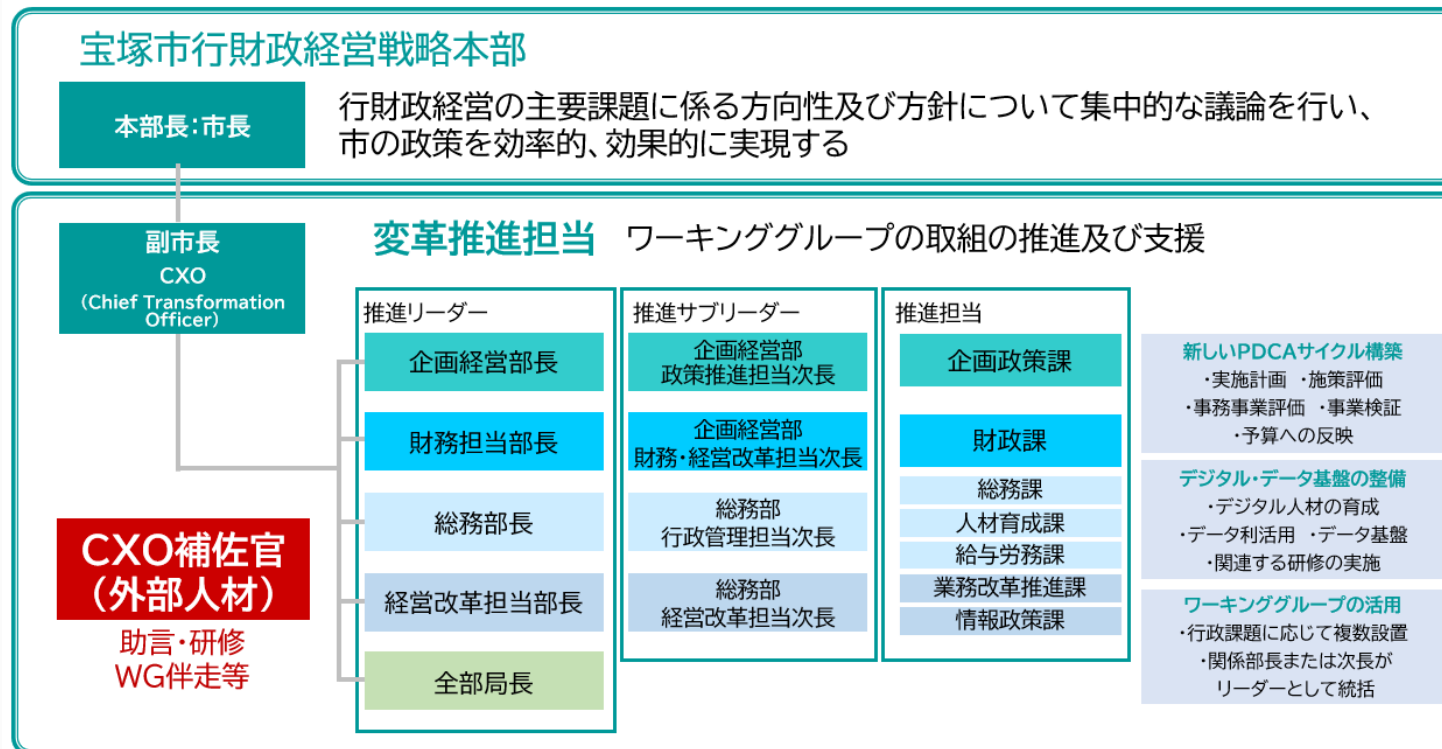 宝塚市行財政経営戦略本部
本部長:市長
行財政経営の主要課題に係る方向性及び方針について集中的な議論を行い、
市の政策を効率的、効果的に実現する
副市長
CXO
(Chief Transformation
Officer)
変革推進担当 ワーキンググループの取組の推進及び支援
推進リーダー
企画経営部長
財務担当部長
総務部長
経営改革担当部長
全部局長
推進サブリーダー
企画経営部
政策推進担当次長
企画経営部
財務・経営改革担当次長
総務部
行政管理担当次長
総務部
経営改革担当次長
推進担当
企画政策課
財政課
総務課
人材育成課
給与労務課
業務改革推進課
情報政策課
新しいPDCAサイクル構築
・実施計画 ・施策評価
・事務事業評価 ・事業検証
・予算への反映
デジタル・データ基盤の整備
・デジタル人材の育成
・データ利活用 ・データ基盤
・関連する研修の実施
ワーキンググループの活用
・行政課題に応じて複数設置
・関係部長または次長が
リーダーとして統括
CXO補佐官
(外部人材)
助言・研修
WG伴走等